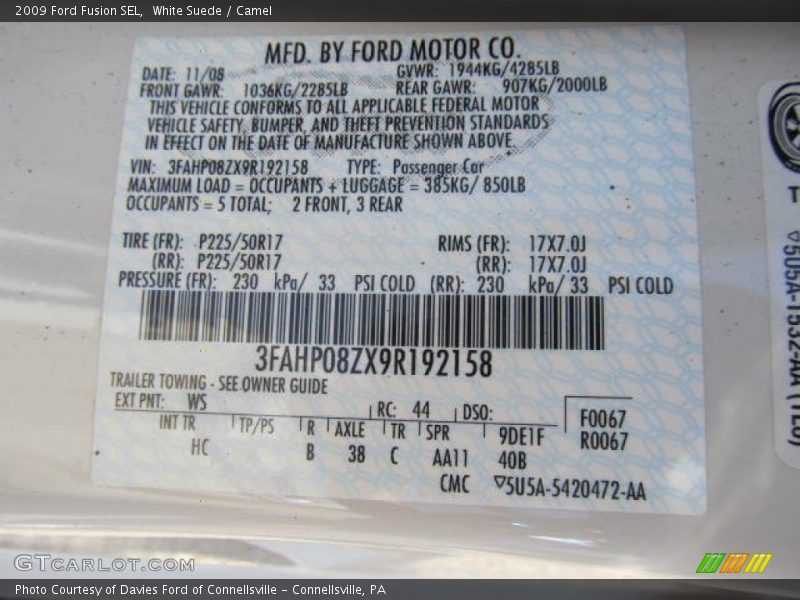 2009 Ford Fusion SEL, White Suede / Camel
MFD. BY FORD MOTOR CO.
DATE: 11/08 GVWR: 1944KG/4285LB
FRONT GAWR: 1036KG/2285LB REAR GAWR: 907KG/2000LB
THIS VEHICLE CONFORMS TO ALL APPLICABLE FEDERAL MOTOR
VEHICLE SAFETY, BUMPER, AND THEFT PREVENTION STANDARDS
IN EFFECT ON THE DATE OF MANUFACTURE SHOWN ABOVE.
VIN: 3FAHP08ZX9R192158 TYPE: Passenger Car
MAXIMUM LOAD = OCCUPANTS + LUGGAGE = 385KG/ 850LB
OCCUPANTS = 5 TOTAL; 2 FRONT, 3 REAR
TIRE (FR): P225/50R17 RIMS (FR): 17X7.0J
(RR): P225/50R17 (RR): 17X7.0J
PRESSURE (FR): 230 kPa/ 33 PSI COLD (RR): 230 kPa/ 33 PSI COLD
3FAHP08ZX9R192158
TRAILER TOWING - SEE OWNER GUIDE
EXT PNT: WS RC: 44 DSO: F0067
INT TR TP/PS R AXLE TR SPR 9DE1F R0067
HC B 38 C AA11 40B
CMC ▽5U5A-5420472-AA
T ▽5U5A-1532-AA (TEU)
GTCARLOT.COM
Photo Courtesy of Davies Ford of Connellsville – Connellsville, PA